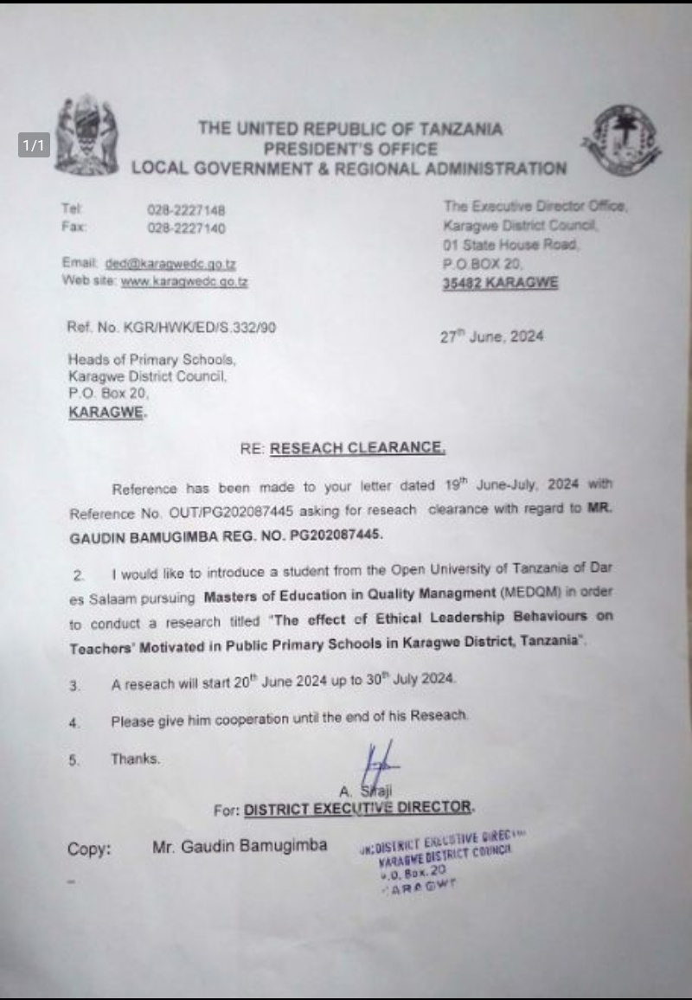 1/1
THE UNITED REPUBLIC OF TANZANIA
PRESIDENT'S OFFICE
LOCAL GOVERNMENT & REGIONAL ADMINISTRATION
Tel: 028-2227148
Fax: 028-2227140
Email: ded@karagwedc.go.tz
Web site: www.karagwedc.go.tz
The Executive Director Office,
Karagwe District Council,
01 State House Road,
P.O.BOX 20,
35482 KARAGWE
Ref. No. KGR/HWK/ED/S.332/90
27th June, 2024
Heads of Primary Schools,
Karagwe District Council,
P.O. Box 20,
KARAGWE.
RE: RESEACH CLEARANCE.
Reference has been made to your letter dated 19th June-July, 2024 with
Reference No. OUT/PG202087445 asking for reseach clearance with regard to MR.
GAUDIN BAMUGIMBA REG. NO. PG202087445.
2. I would like to introduce a student from the Open University of Tanzania of Dar
es Salaam pursuing Masters of Education in Quality Managment (MEDQM) in order
to conduct a research titled "The effect of Ethical Leadership Behaviours on
Teachers' Motivated in Public Primary Schools in Karagwe District, Tanzania".
3. A reseach will start 20th June 2024 up to 30th July 2024.
4. Please give him cooperation until the end of his Reseach.
5. Thanks.
A. Siraji
For: DISTRICT EXECUTIVE DIRECTOR.
Copy: Mr. Gaudin Bamugimba
DISTRICT EXECUTIVE
KARAGWE DISTRICT COUNCIL
Box. 20